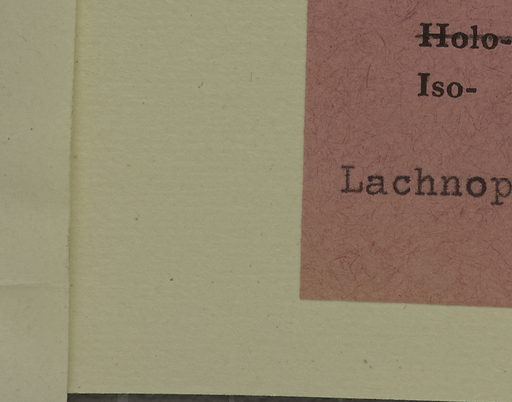 Holo-
Iso-
Lachnop